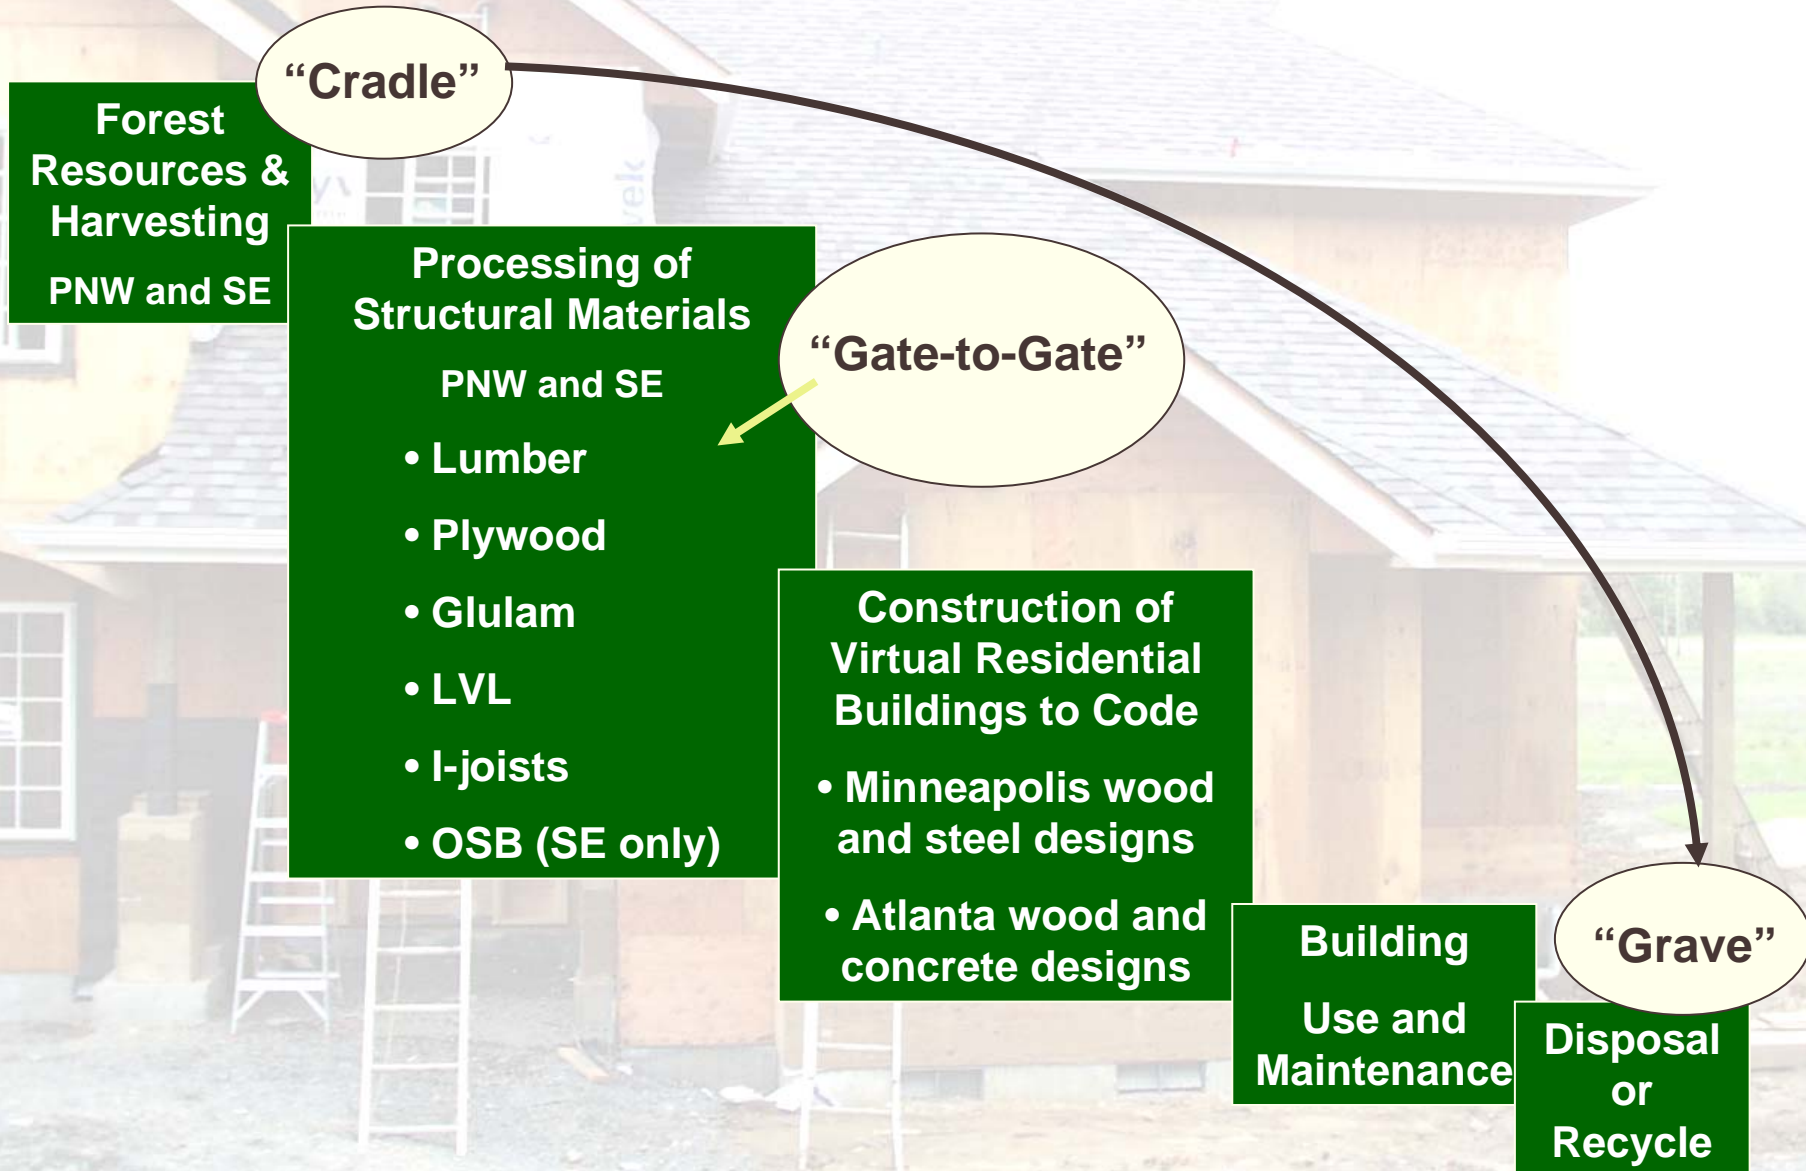 “Cradle”
Forest
Resources &
Harvesting
PNW and SE
Processing of
Structural Materials
PNW and SE
• Lumber
• Plywood
• Glulam
• LVL
• I-joists
• OSB (SE only)
“Gate-to-Gate”
Construction of
Virtual Residential
Buildings to Code
• Minneapolis wood
and steel designs
• Atlanta wood and
concrete designs
Building
Use and
Maintenance
“Grave”
Disposal
or
Recycle